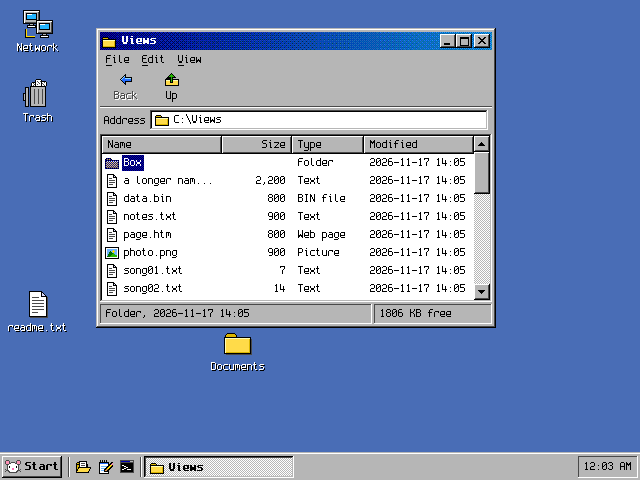 Network
Trash
readme.txt
Documents
Views
File Edit View
Back Up
Address C:\Views
Name Size Type Modified
Box Folder 2026-11-17 14:05
a longer nam... 2,200 Text 2026-11-17 14:05
data.bin 800 BIN file 2026-11-17 14:05
notes.txt 900 Text 2026-11-17 14:05
page.htm 800 Web page 2026-11-17 14:05
photo.png 900 Picture 2026-11-17 14:05
song01.txt 7 Text 2026-11-17 14:05
song02.txt 14 Text 2026-11-17 14:05
Folder, 2026-11-17 14:05 1806 KB free
Start Views 12:03 AM